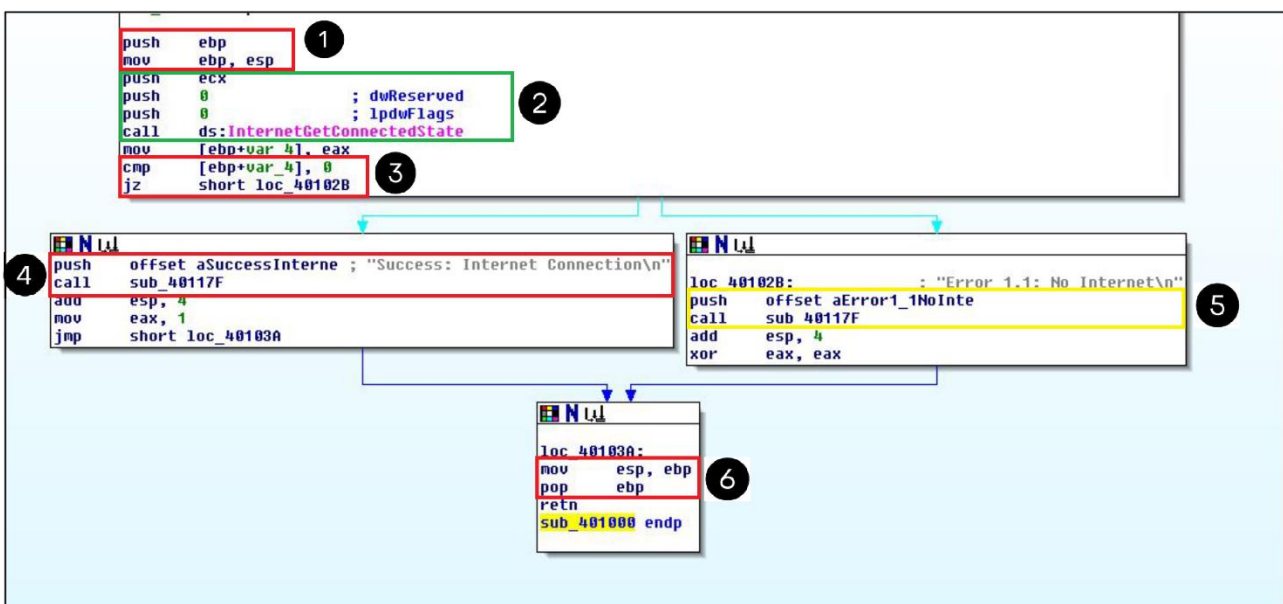 push ebp
mov ebp, esp
1
push ecx
push 0 ; dwReserved
push 0 ; lpdwFlags
call ds:InternetGetConnectedState
2
mov [ebp+var_4], eax
cmp [ebp+var_4], 0
jz short loc_40102B
3
N
4
push offset aSuccessInterne ; "Success: Internet Connection\n"
call sub_40117F
add esp, 4
mov eax, 1
jmp short loc_40103A
N
loc_40102B: ; "Error 1.1: No Internet\n"
push offset aError1_1NoInte
call sub_40117F
5
add esp, 4
xor eax, eax
N
loc_40103A:
mov esp, ebp
pop ebp
6
retn
sub_401000 endp